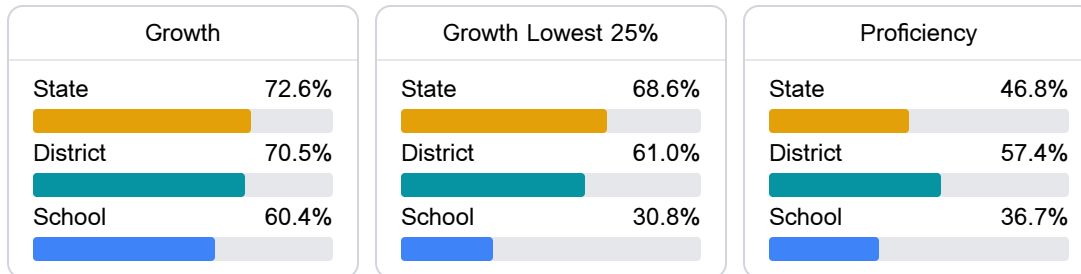 Growth
State 72.6%
District 70.5%
School 60.4%
Growth Lowest 25%
State 68.6%
District 61.0%
School 30.8%
Proficiency
State 46.8%
District 57.4%
School 36.7%